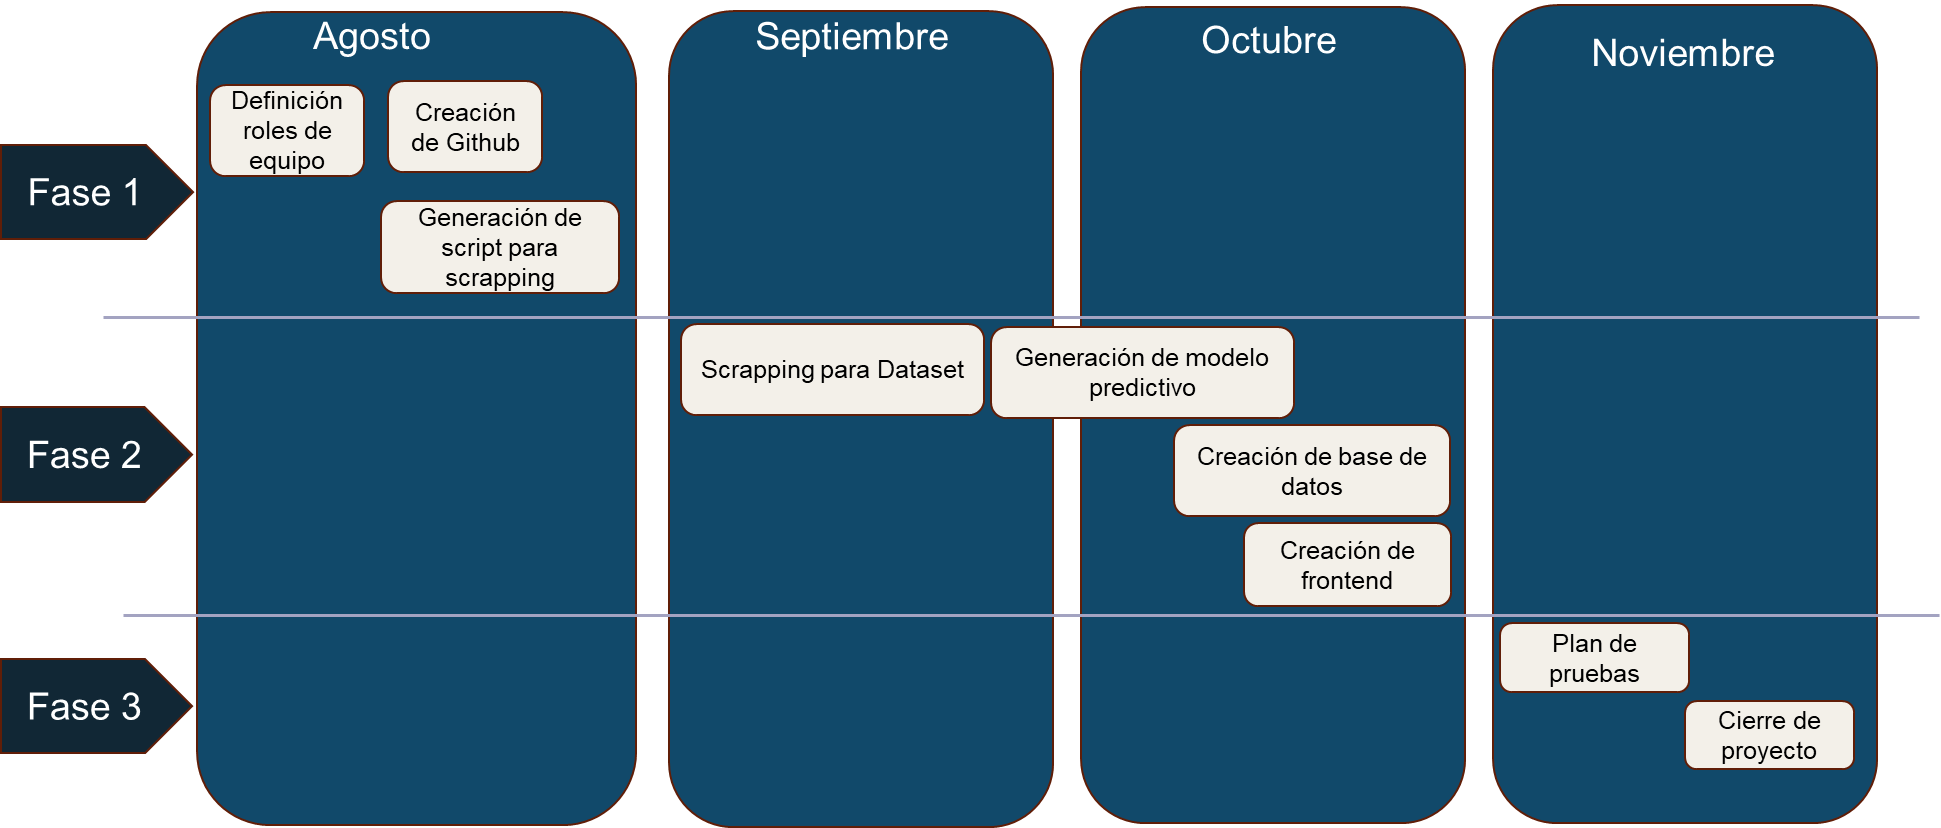 Agosto
Septiembre
Octubre
Noviembre
Fase 1
Definición
roles de
equipo
Creación
de Github
Generación de
script para
scrapping
Fase 2
Scrapping para Dataset
Generación de modelo
predictivo
Creación de base de
datos
Creación de
frontend
Fase 3
Plan de
pruebas
Cierre de
proyecto